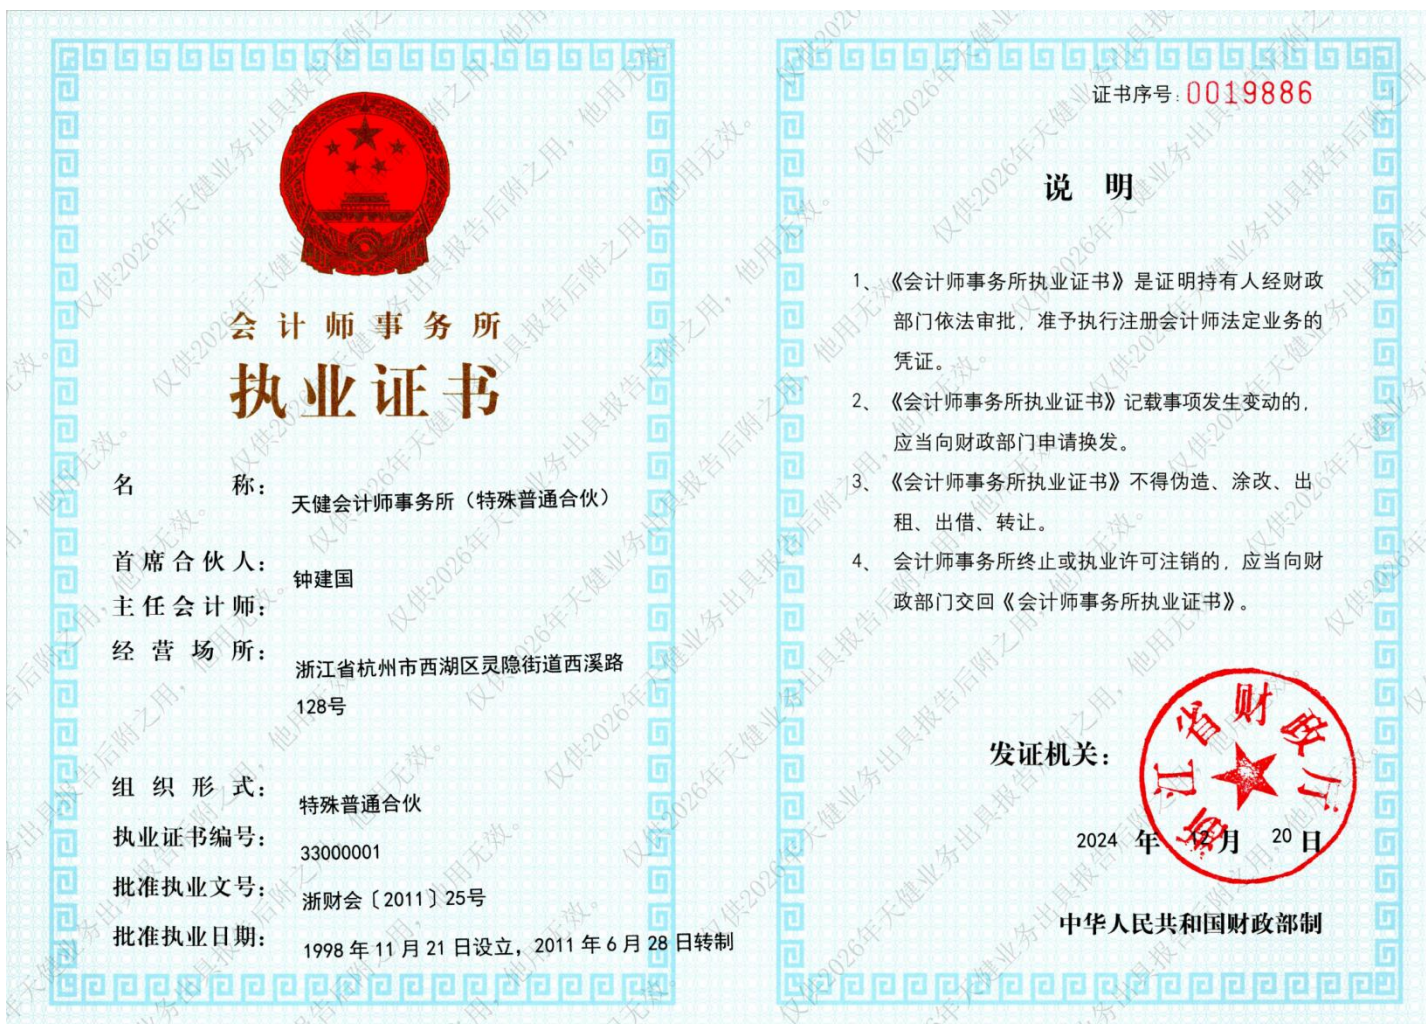 会计师事务所
执业证书
名 称：
天健会计师事务所（特殊普通合伙）
首席合伙人：
钟建国
主任会计师：
经营场所：
浙江省杭州市西湖区灵隐街道西溪路
128号
组织形式：
特殊普通合伙
执业证书编号：
33000001
批准执业文号：
浙财会〔2011〕25号
批准执业日期：
1998年11月21日设立，2011年6月28日转制
证书序号：0019886
说 明
1、《会计师事务所执业证书》是证明持有人经财政
部门依法审批，准予执行注册会计师法定业务的
凭证。
2、《会计师事务所执业证书》记载事项发生变动的，
应当向财政部门申请换发。
3、《会计师事务所执业证书》不得伪造、涂改、出
租、出借、转让。
4、会计师事务所终止或执业许可注销的，应当向财
政部门交回《会计师事务所执业证书》。
发证机关：
浙江省财政厅
2024年12月20日
中华人民共和国财政部制
仅供2026年天健业务出具报告后附之用，他用无效。